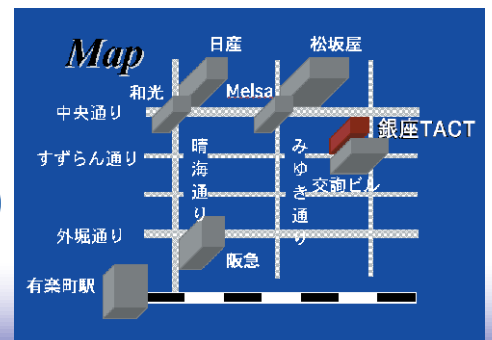 Map
日産
松坂屋
和光
Melsa
中央通り
銀座TACT
すずらん通り
晴海通り
みゆき通り
交詢ビル
外堀通り
阪急
有楽町駅